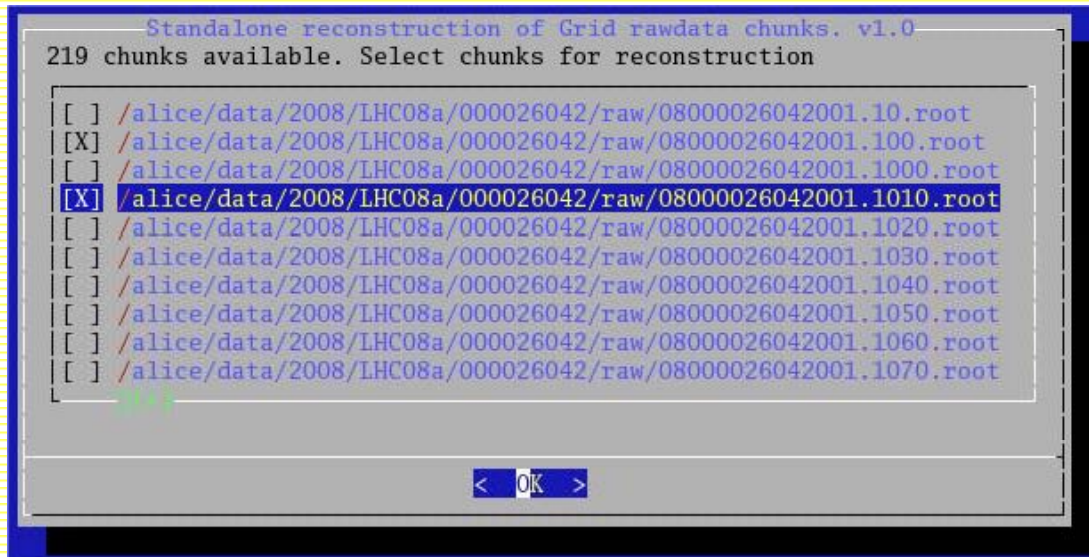 Standalone reconstruction of Grid rawdata chunks. v1.0
219 chunks available. Select chunks for reconstruction
[ ] /alice/data/2008/LHC08a/000026042/raw/08000026042001.10.root
[X] /alice/data/2008/LHC08a/000026042/raw/08000026042001.100.root
[ ] /alice/data/2008/LHC08a/000026042/raw/08000026042001.1000.root
[X] /alice/data/2008/LHC08a/000026042/raw/08000026042001.1010.root
[ ] /alice/data/2008/LHC08a/000026042/raw/08000026042001.1020.root
[ ] /alice/data/2008/LHC08a/000026042/raw/08000026042001.1030.root
[ ] /alice/data/2008/LHC08a/000026042/raw/08000026042001.1040.root
[ ] /alice/data/2008/LHC08a/000026042/raw/08000026042001.1050.root
[ ] /alice/data/2008/LHC08a/000026042/raw/08000026042001.1060.root
[ ] /alice/data/2008/LHC08a/000026042/raw/08000026042001.1070.root
< OK >